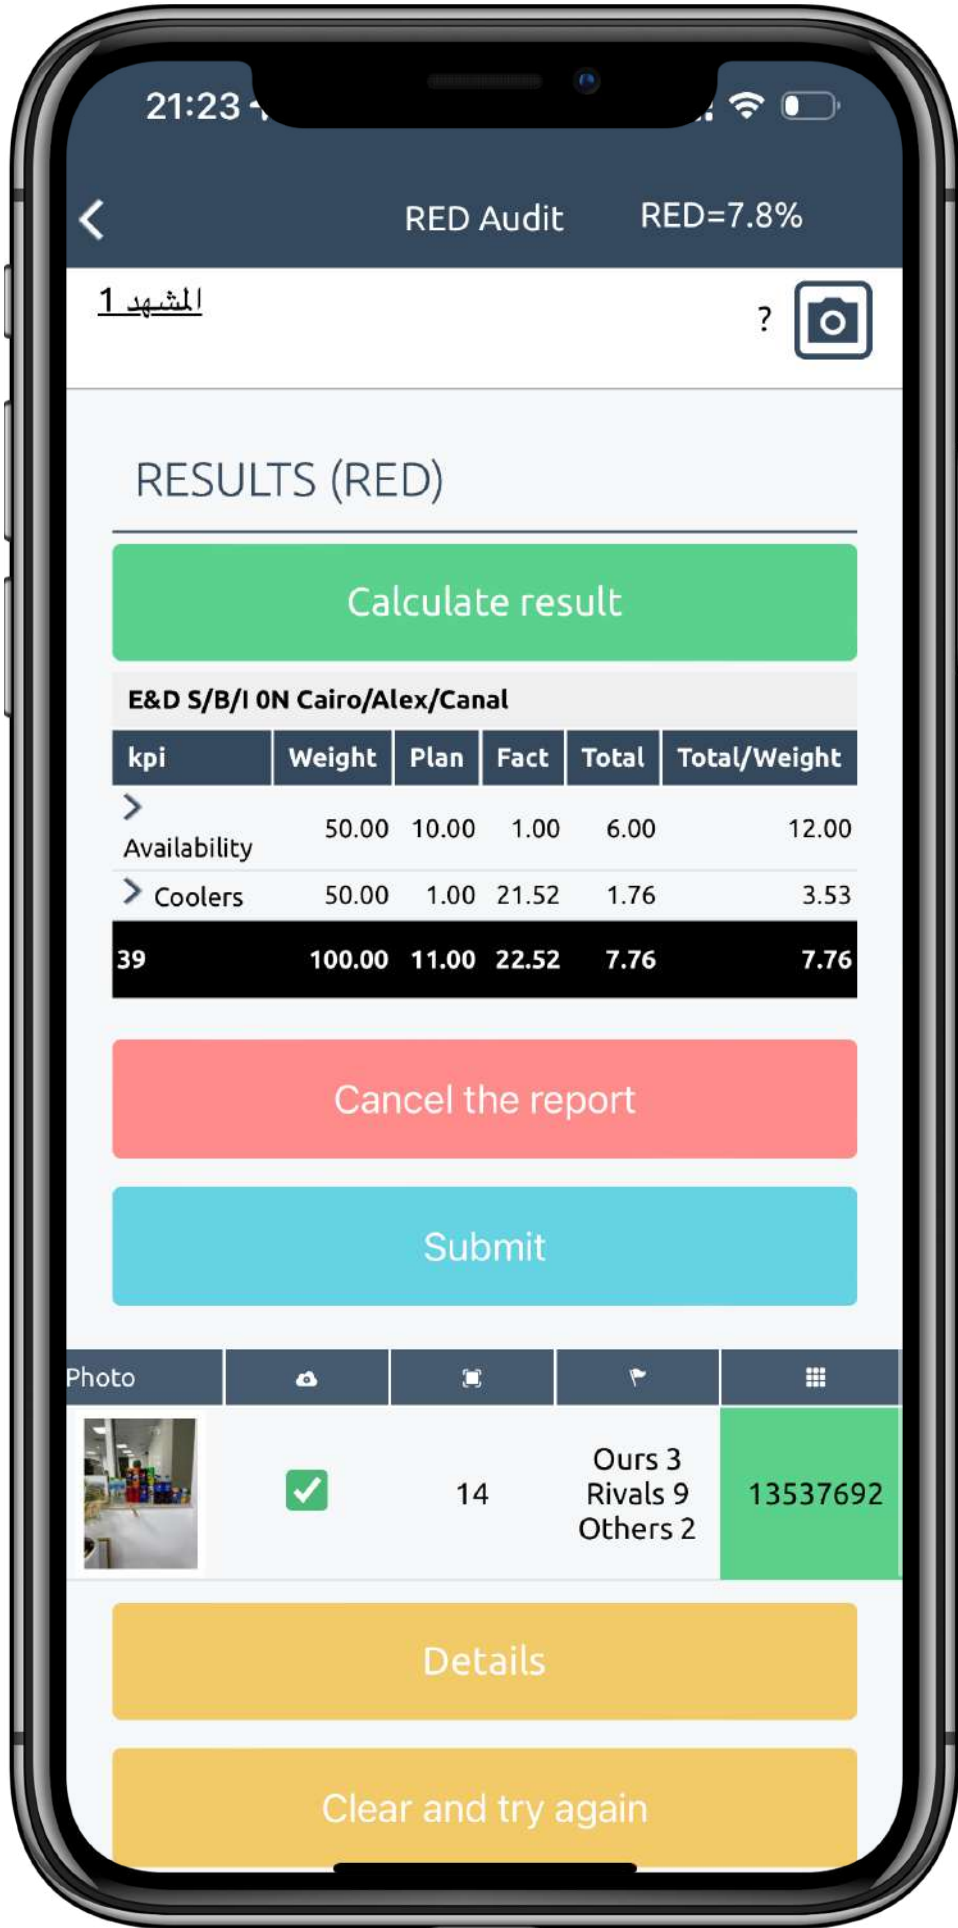 21:23
RED Audit RED=7.8%
المشهد 1
?
RESULTS (RED)
Calculate result
E&D S/B/I 0N Cairo/Alex/Canal
kpi Weight Plan Fact Total Total/Weight
Availability 50.00 10.00 1.00 6.00 12.00
Coolers 50.00 1.00 21.52 1.76 3.53
39 100.00 11.00 22.52 7.76 7.76
Cancel the report
Submit
Photo
14
Ours 3
Rivals 9
Others 2
13537692
Details
Clear and try again